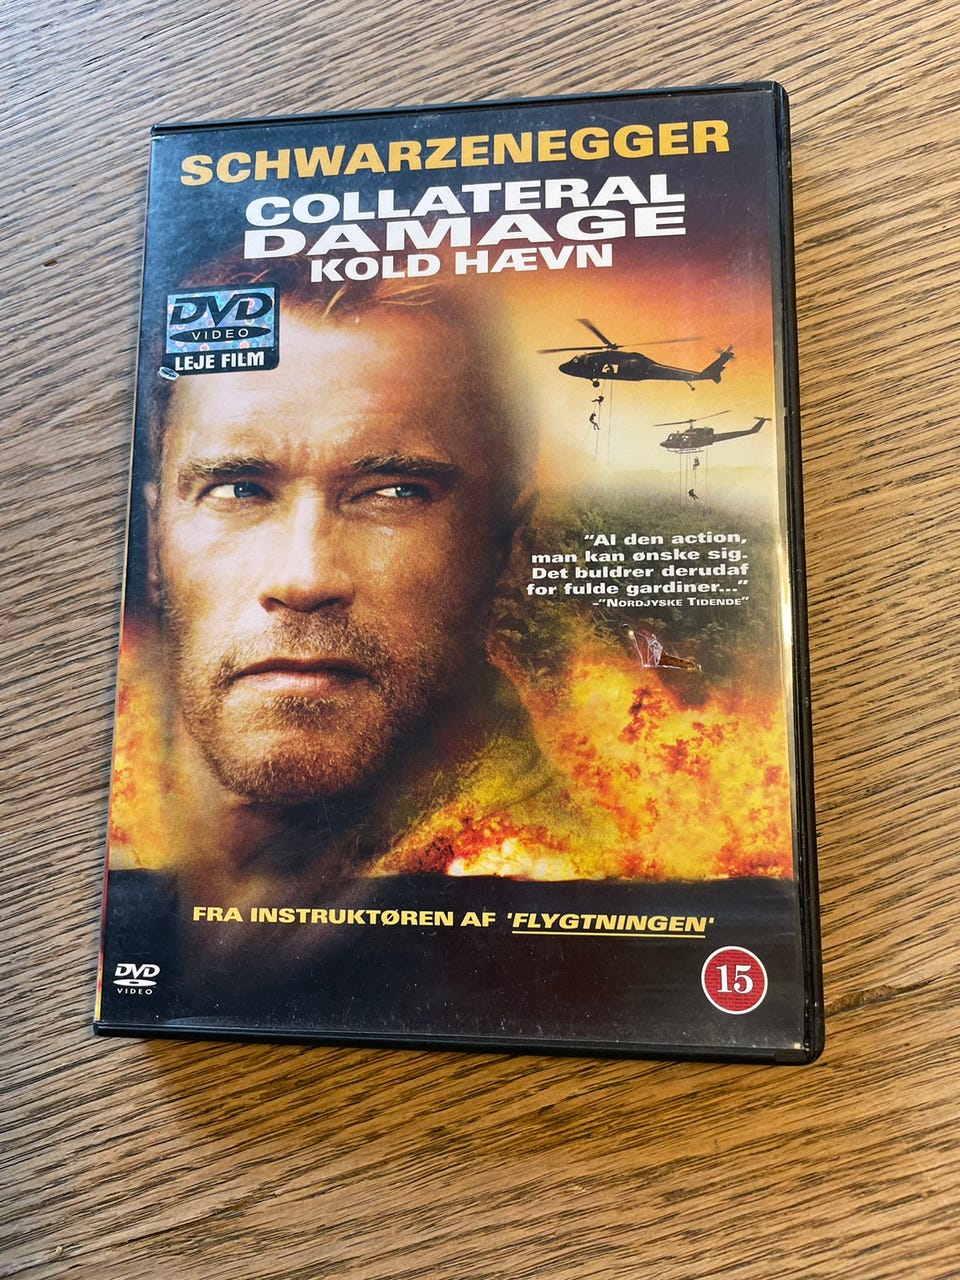 SCHWARZENEGGER
COLLATERAL
DAMAGE
KOLD HÆVN
DVD
VIDEO
LEJE FILM
"Al den action,
man kan ønske sig.
Det buldrer derudaf
for fulde gardiner..."
-"NORDJYSKE TIDENDE"
FRA INSTRUKTØREN AF 'FLYGTNINGEN'
DVD
VIDEO
15